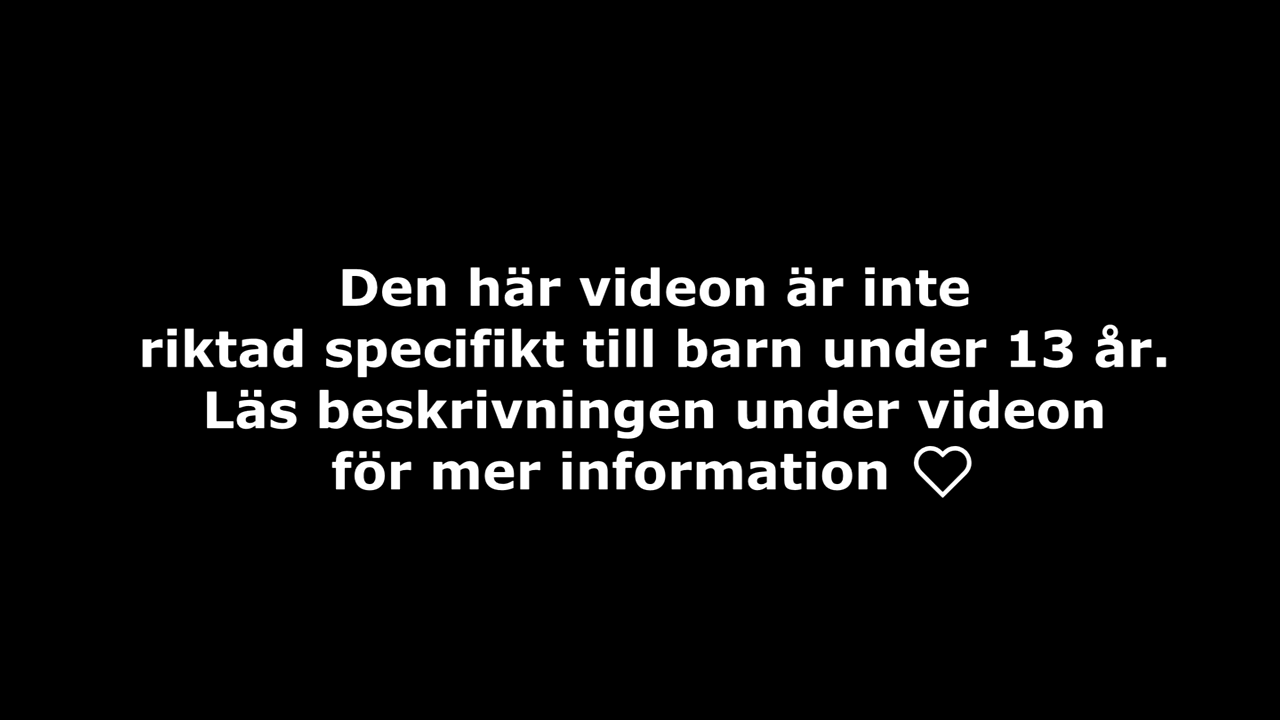 Den här videon är inte
riktad specifikt till barn under 13 år.
Läs beskrivningen under videon
för mer information ♡